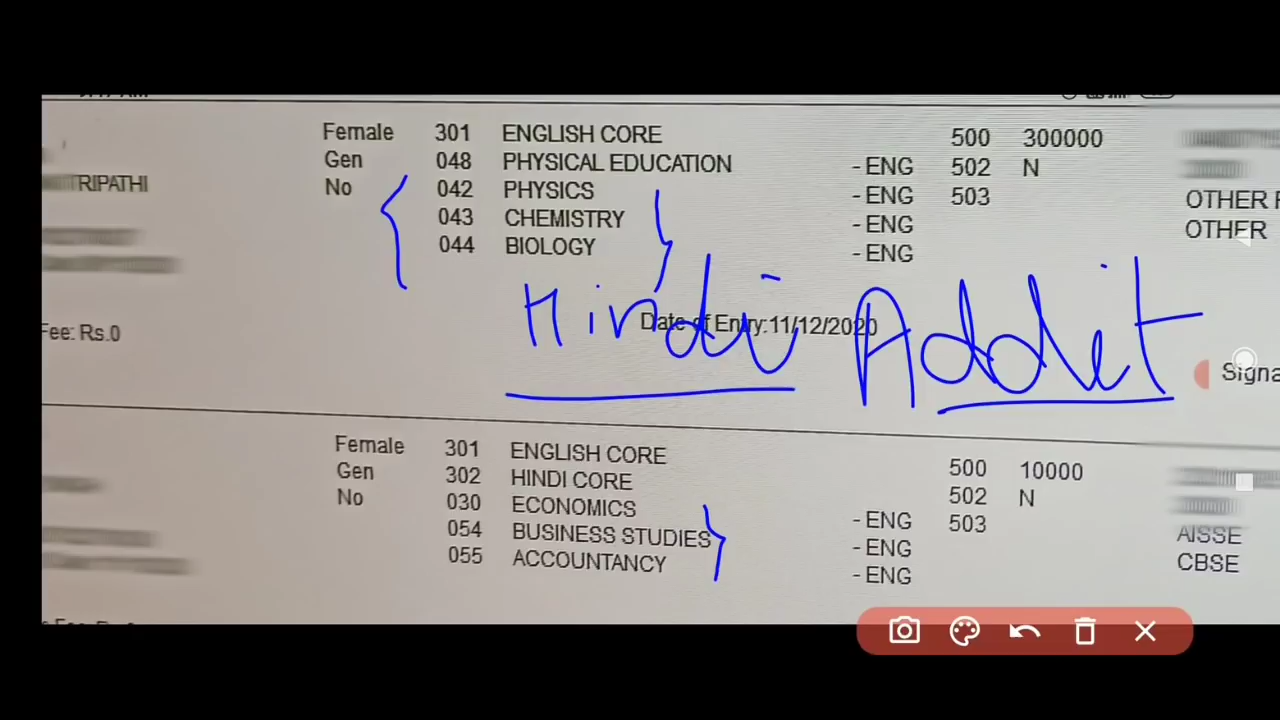 Female 301 ENGLISH CORE 500 300000
Gen 048 PHYSICAL EDUCATION - ENG 502 N
TRIPATHI No 042 PHYSICS - ENG 503 OTHER
043 CHEMISTRY - ENG OTHER
044 BIOLOGY - ENG
Hindi Addit
Date of Entry:11/12/2020
Fee: Rs.0
Female 301 ENGLISH CORE 500 10000
Gen 302 HINDI CORE 502 N
No 030 ECONOMICS - ENG 503 AISSE
054 BUSINESS STUDIES - ENG CBSE
055 ACCOUNTANCY - ENG